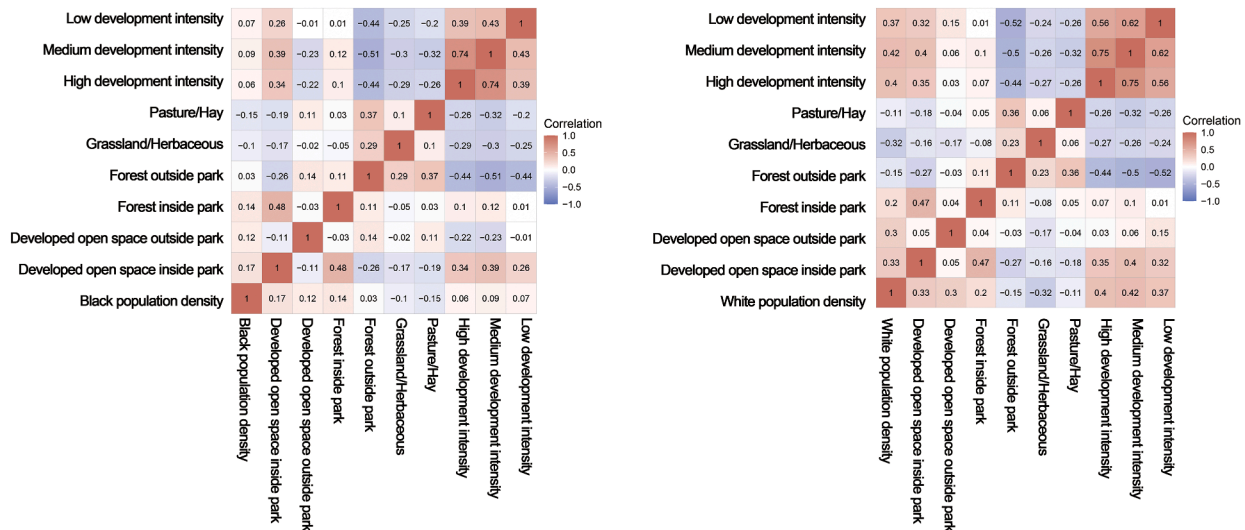 Low development intensity 0.07 0.26 −0.01 0.01 −0.44 −0.25 −0.2 0.39 0.43 1
Medium development intensity 0.09 0.39 −0.23 0.12 −0.51 −0.3 −0.32 0.74 1 0.43
High development intensity 0.06 0.34 −0.22 0.1 −0.44 −0.29 −0.26 1 0.74 0.39
Pasture/Hay −0.15 −0.19 0.11 0.03 0.37 0.1 1 −0.26 −0.32 −0.2
Grassland/Herbaceous −0.1 −0.17 −0.02 −0.05 0.29 1 0.1 −0.29 −0.3 −0.25
Forest outside park 0.03 −0.26 0.14 0.11 1 0.29 0.37 −0.44 −0.51 −0.44
Forest inside park 0.14 0.48 −0.03 1 0.11 −0.05 0.03 0.1 0.12 0.01
Developed open space outside park 0.12 −0.11 1 −0.03 0.14 −0.02 0.11 −0.22 −0.23 −0.01
Developed open space inside park 0.17 1 −0.11 0.48 −0.26 −0.17 −0.19 0.34 0.39 0.26
Black population density 1 0.17 0.12 0.14 0.03 −0.1 −0.15 0.06 0.09 0.07
Black population density
Developed open space inside park
Developed open space outside park
Forest inside park
Forest outside park
Grassland/Herbaceous
Pasture/Hay
High development intensity
Medium development intensity
Low development intensity
Correlation
1.0
0.5
0.0
−0.5
−1.0
Low development intensity 0.37 0.32 0.15 0.01 −0.52 −0.24 −0.26 0.56 0.62 1
Medium development intensity 0.42 0.4 0.06 0.1 −0.5 −0.26 −0.32 0.75 1 0.62
High development intensity 0.4 0.35 0.03 0.07 −0.44 −0.27 −0.26 1 0.75 0.56
Pasture/Hay −0.11 −0.18 −0.04 0.05 0.36 0.06 1 −0.26 −0.32 −0.26
Grassland/Herbaceous −0.32 −0.16 −0.17 −0.08 0.23 1 0.06 −0.27 −0.26 −0.24
Forest outside park −0.15 −0.27 −0.03 0.11 1 0.23 0.36 −0.44 −0.5 −0.52
Forest inside park 0.2 0.47 0.04 1 0.11 −0.08 0.05 0.07 0.1 0.01
Developed open space outside park 0.3 0.05 1 0.04 −0.03 −0.17 −0.04 0.03 0.06 0.15
Developed open space inside park 0.33 1 0.05 0.47 −0.27 −0.16 −0.18 0.35 0.4 0.32
White population density 1 0.33 0.3 0.2 −0.15 −0.32 −0.11 0.4 0.42 0.37
White population density
Developed open space inside park
Developed open space outside park
Forest inside park
Forest outside park
Grassland/Herbaceous
Pasture/Hay
High development intensity
Medium development intensity
Low development intensity
Correlation
1.0
0.5
0.0
−0.5
−1.0